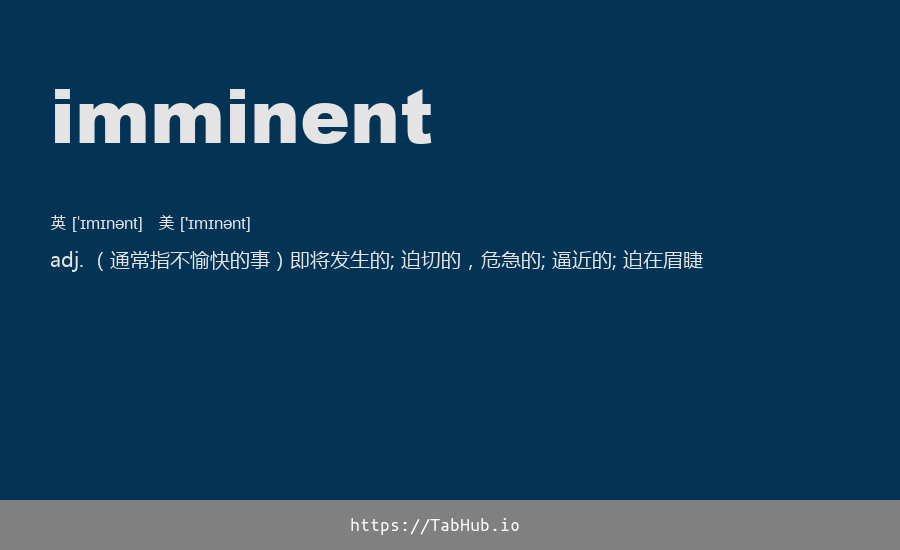 imminent
英 [ˈɪmɪnənt] 美 ['ɪmɪnənt]
adj. （通常指不愉快的事）即将发生的; 迫切的，危急的; 逼近的; 迫在眉睫
https://TabHub.io